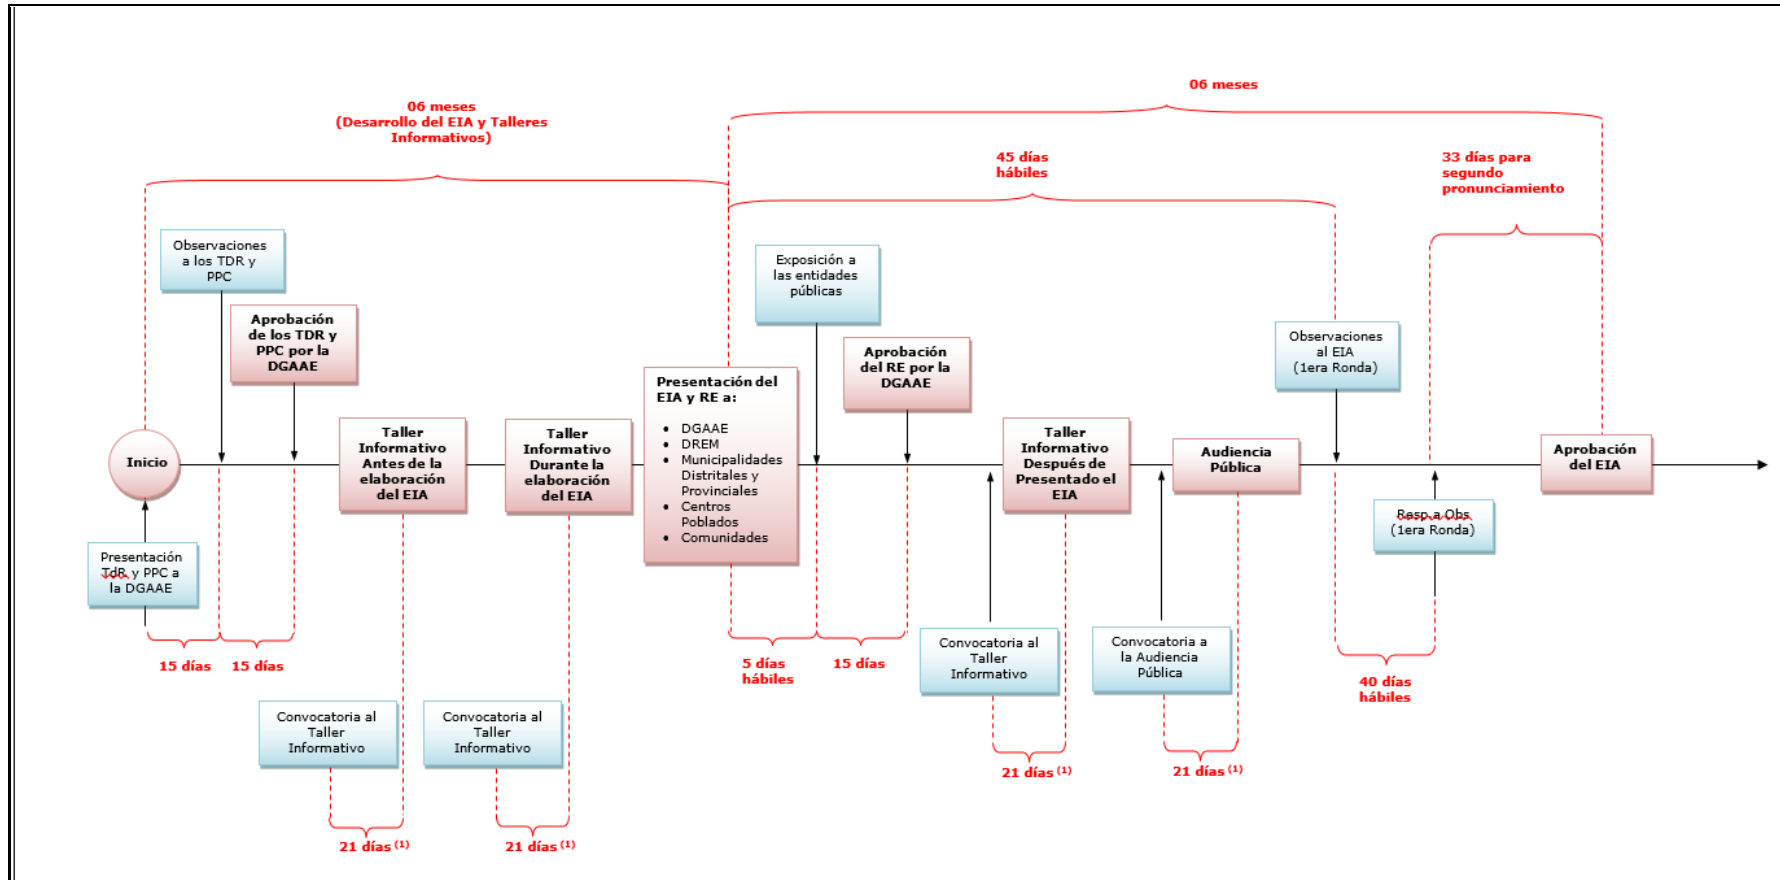 06 meses
(Desarrollo del EIA y Talleres
Informativos)
06 meses
45 días
hábiles
33 días para
segundo
pronunciamiento
Observaciones
a los TDR y
PPC
Aprobación
de los TDR y
PPC por la
DGAAE
Exposición a
las entidades
públicas
Aprobación
del RE por la
DGAAE
Observaciones
al EIA
(1era Ronda)
Inicio
Taller
Informativo
Antes de la
elaboración
del EIA
Taller
Informativo
Durante la
elaboración
del EIA
Presentación del
EIA y RE a:
• DGAAE
• DREM
• Municipalidades
Distritales y
Provinciales
• Centros
Poblados
• Comunidades
Taller
Informativo
Después de
Presentado el
EIA
Audiencia
Pública
Aprobación
del EIA
Resp a Obs
(1era Ronda)
Presentación
TdR y PPC a
la DGAAE
15 días
15 días
5 días
hábiles
15 días
Convocatoria al
Taller
Informativo
Convocatoria a
la Audiencia
Pública
40 días
hábiles
Convocatoria al
Taller
Informativo
Convocatoria al
Taller
Informativo
21 días (1)
21 días (1)
21 días (1)
21 días (1)